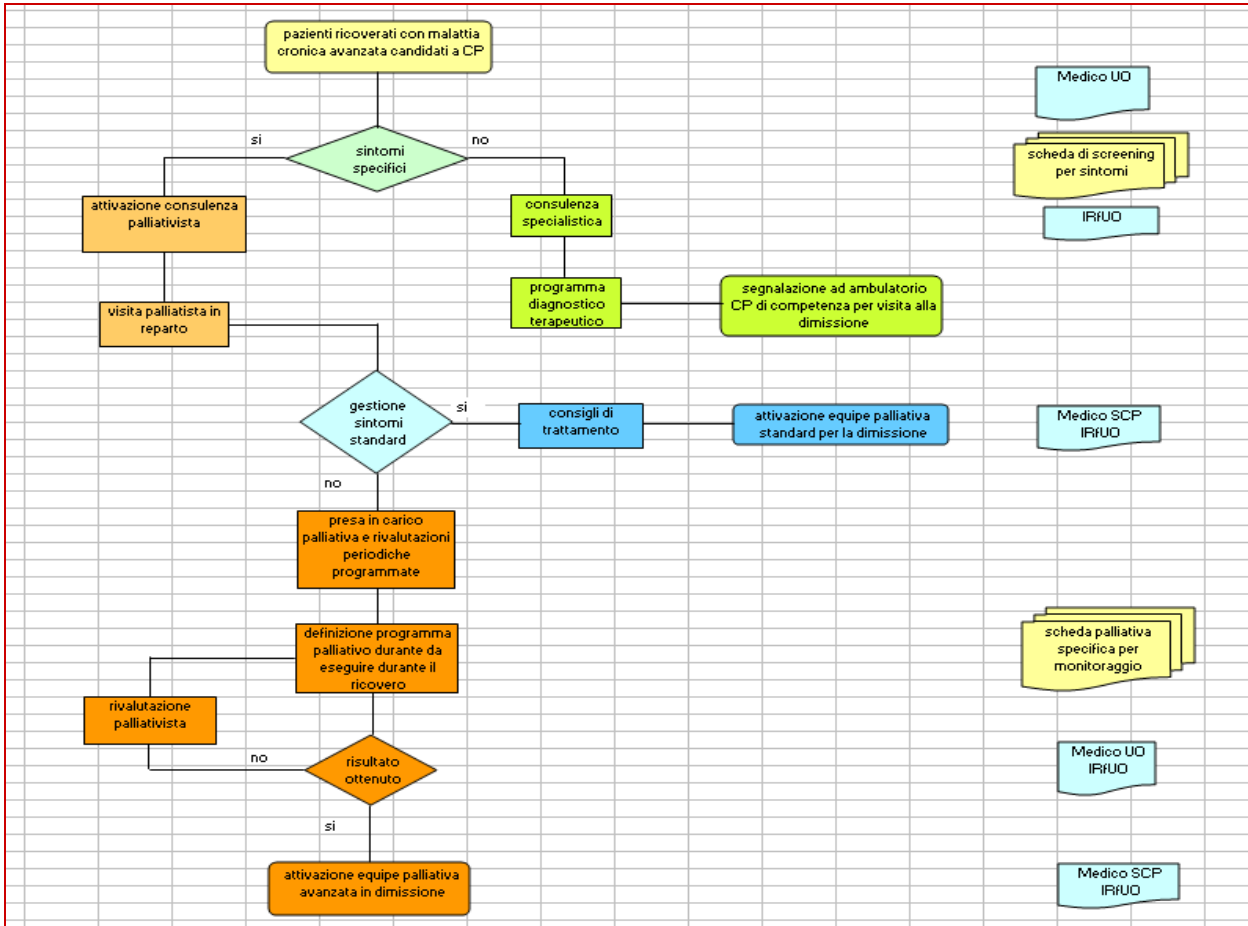 pazienti ricoverati con malattia
cronica avanzata candidati a CP
Medico UO
si
no
sintomi
specifici
scheda di screening
per sintomi
attivazione consulenza
palliativista
consulenza
specialistica
IRfUO
visita palliatista in
reparto
programma
diagnostico
terapeutico
segnalazione ad ambulatorio
CP di competenza per visita alla
dimissione
gestione
sintomi
standard
si
consigli di
trattamento
attivazione equipe palliativa
standard per la dimissione
Medico SCP
IRfUO
no
presa in carico
palliativa e rivalutazioni
periodiche
programmate
definizione programma
palliativo durante da
eseguire durante il
ricovero
scheda palliativa
specifica per
monitoraggio
rivalutazione
palliativista
no
risultato
ottenuto
Medico UO
IRfUO
si
attivazione equipe palliativa
avanzata in dimissione
Medico SCP
IRfUO